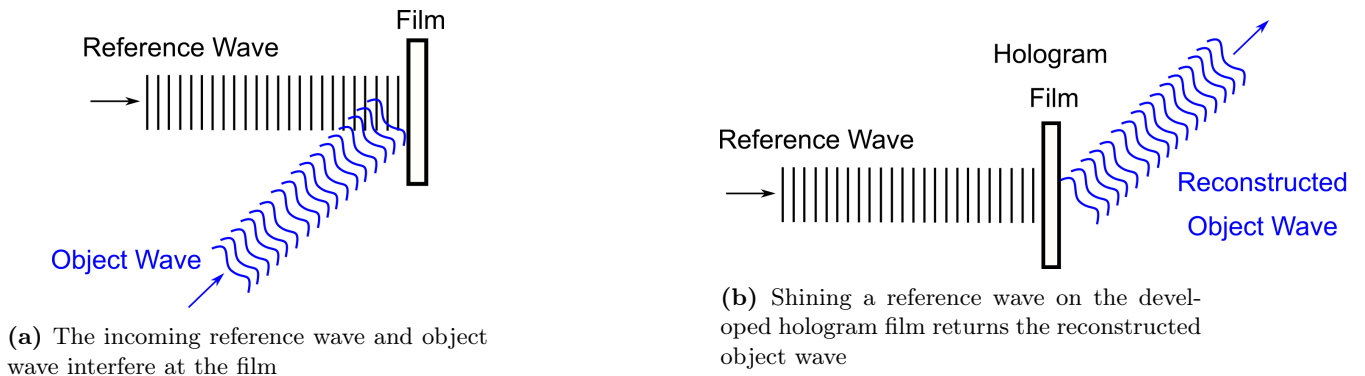 Film
Reference Wave
Object Wave
(a) The incoming reference wave and object
wave interfere at the film
Hologram
Film
Reference Wave
Reconstructed
Object Wave
(b) Shining a reference wave on the devel-
oped hologram film returns the reconstructed
object wave